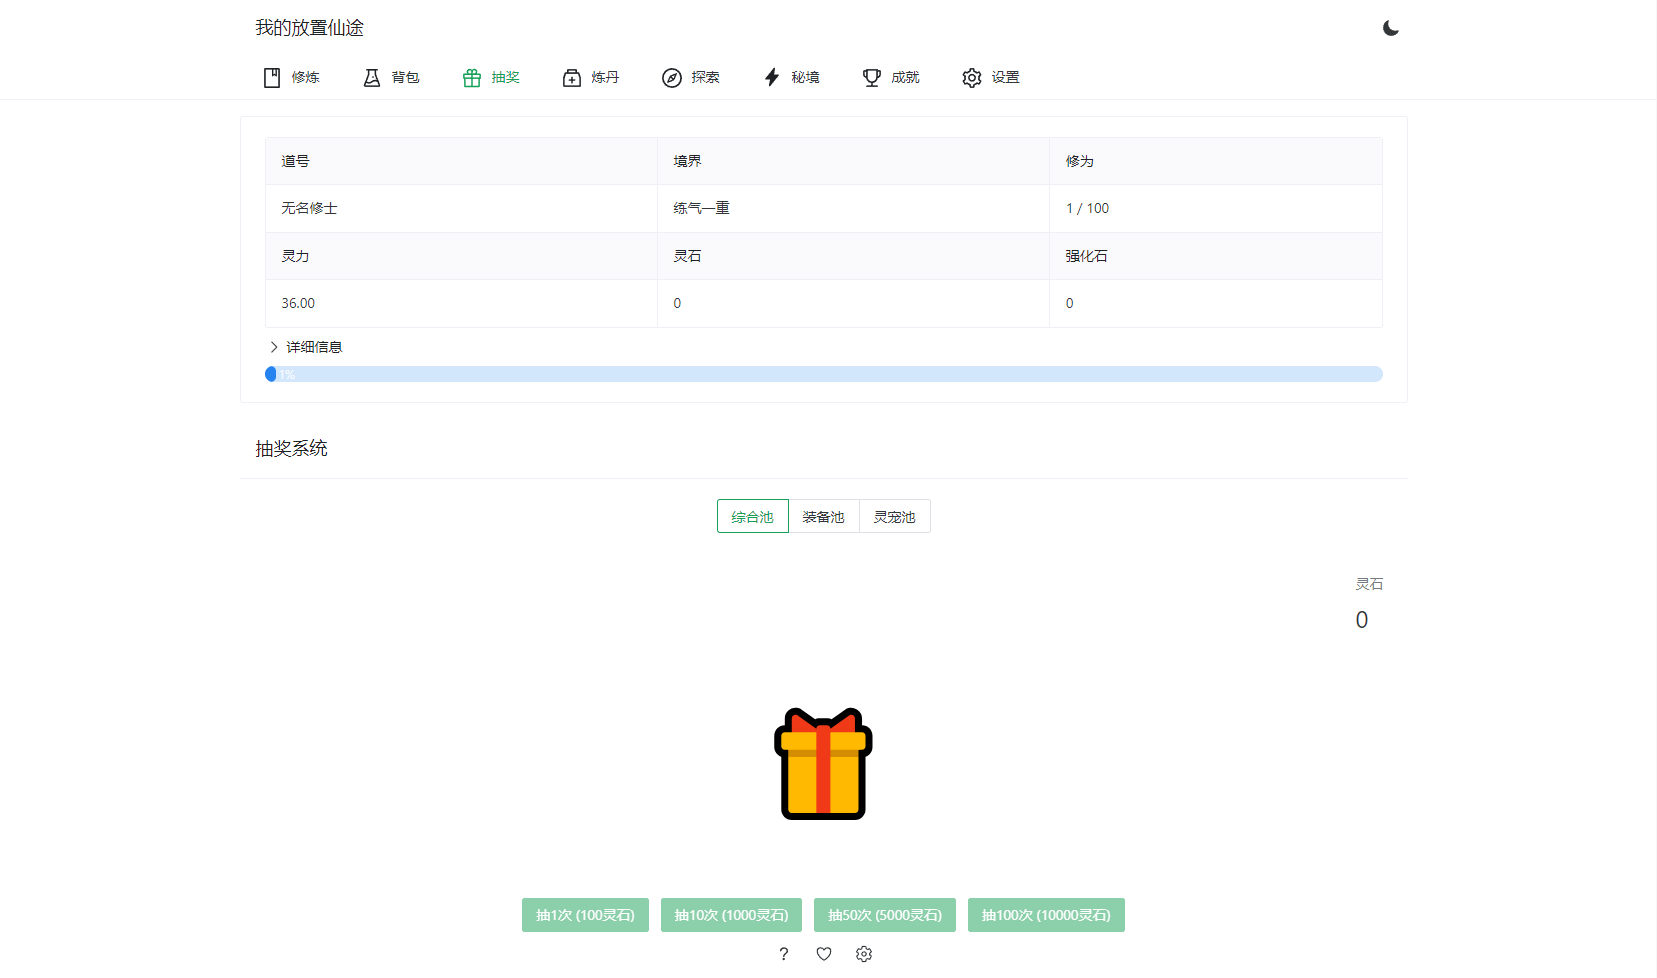 我的放置仙途
修炼 背包 抽奖 炼丹 探索 秘境 成就 设置
道号 境界 修为
无名修士 练气一重 1 / 100
灵力 灵石 强化石
36.00 0 0
详细信息
1%
抽奖系统
综合池 装备池 灵宠池
灵石
0
抽1次 (100灵石) 抽10次 (1000灵石) 抽50次 (5000灵石) 抽100次 (10000灵石)
?